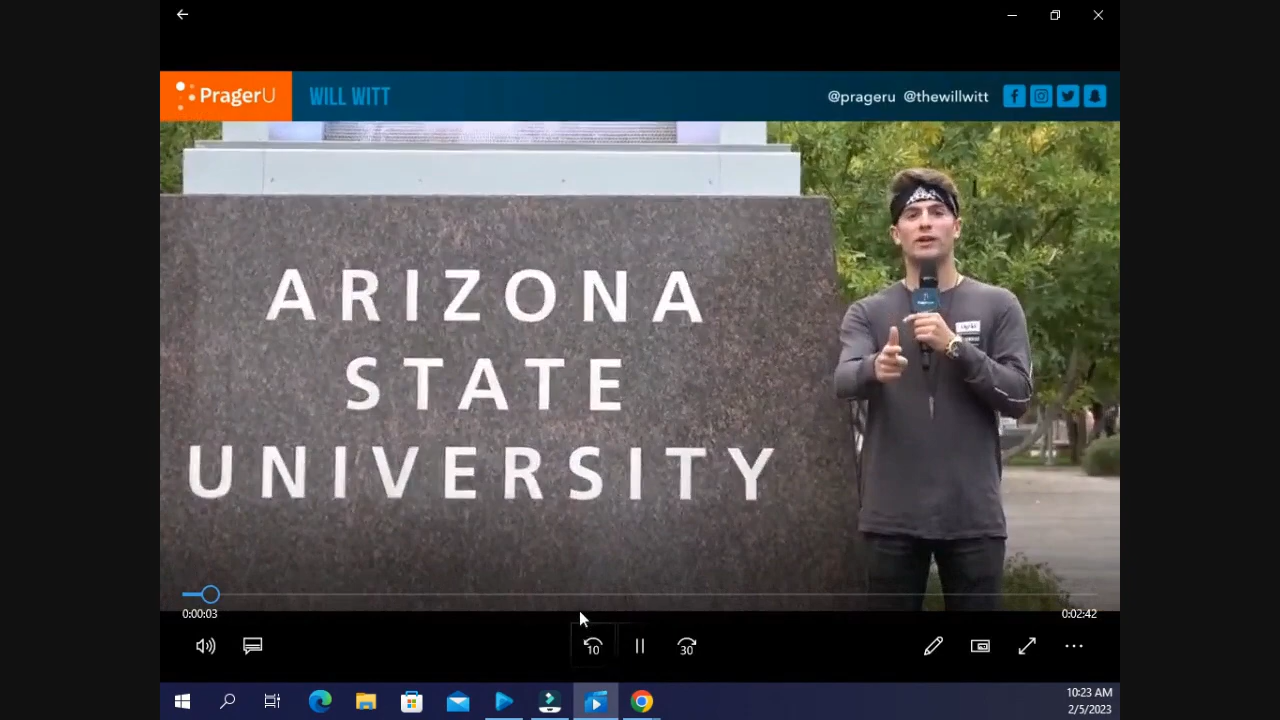 PragerU
WILL WITT
@prageru @thewillwitt
ARIZONA
STATE
UNIVERSITY
0:00:03
0:02:42
10
30
10:23 AM
2/5/2023